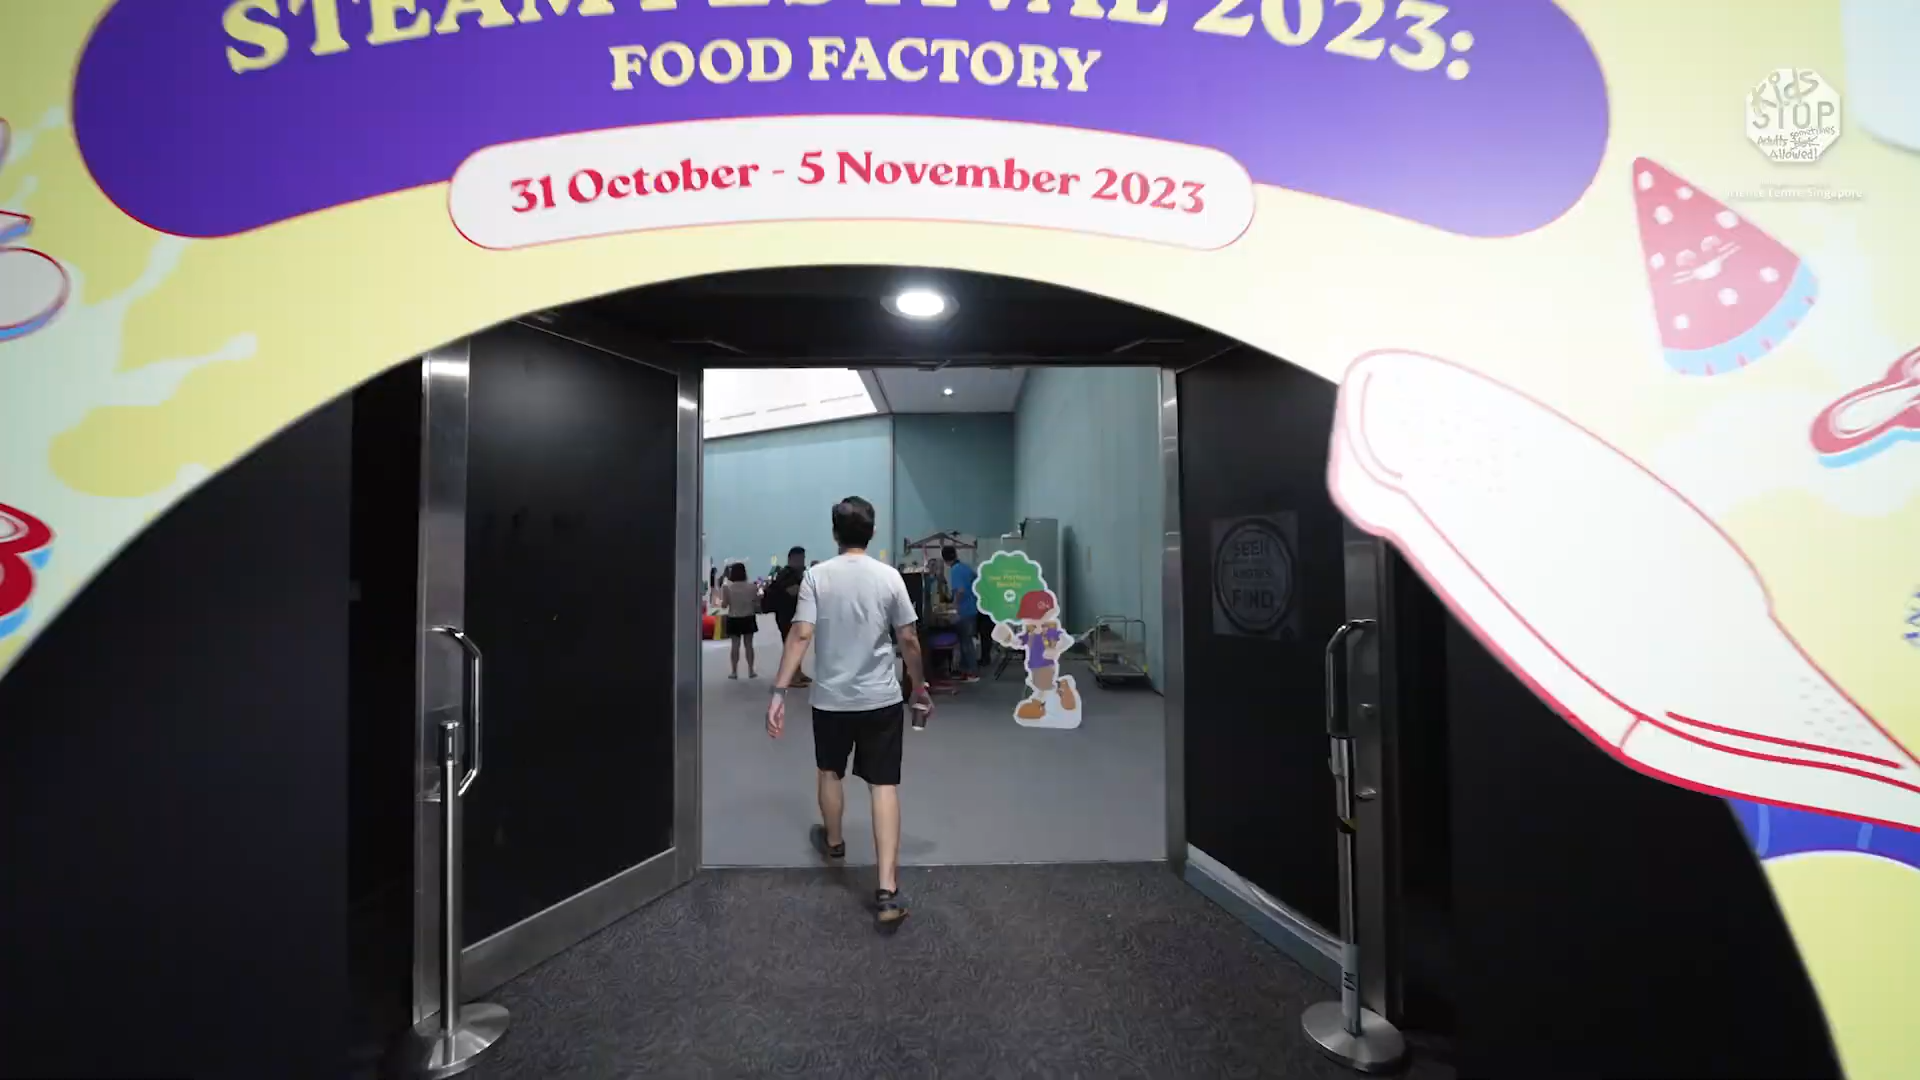 STEAM FESTIVAL 2023:
FOOD FACTORY
31 October - 5 November 2023
Kids
STOP
Adults sometimes
Allowed!
Science Centre Singapore
SEEK
FIND